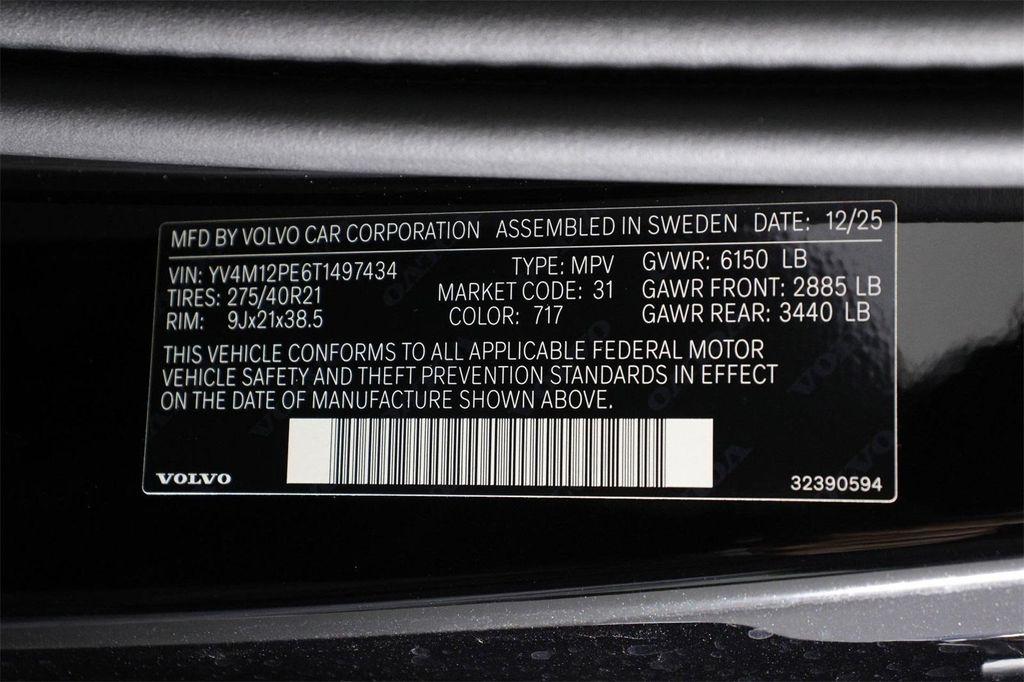 MFD BY VOLVO CAR CORPORATION ASSEMBLED IN SWEDEN DATE: 12/25
VIN: YV4M12PE6T1497434 TYPE: MPV GVWR: 6150 LB
TIRES: 275/40R21 MARKET CODE: 31 GAWR FRONT: 2885 LB
RIM: 9Jx21x38.5 COLOR: 717 GAWR REAR: 3440 LB
THIS VEHICLE CONFORMS TO ALL APPLICABLE FEDERAL MOTOR
VEHICLE SAFETY AND THEFT PREVENTION STANDARDS IN EFFECT
ON THE DATE OF MANUFACTURE SHOWN ABOVE.
VOLVO 32390594